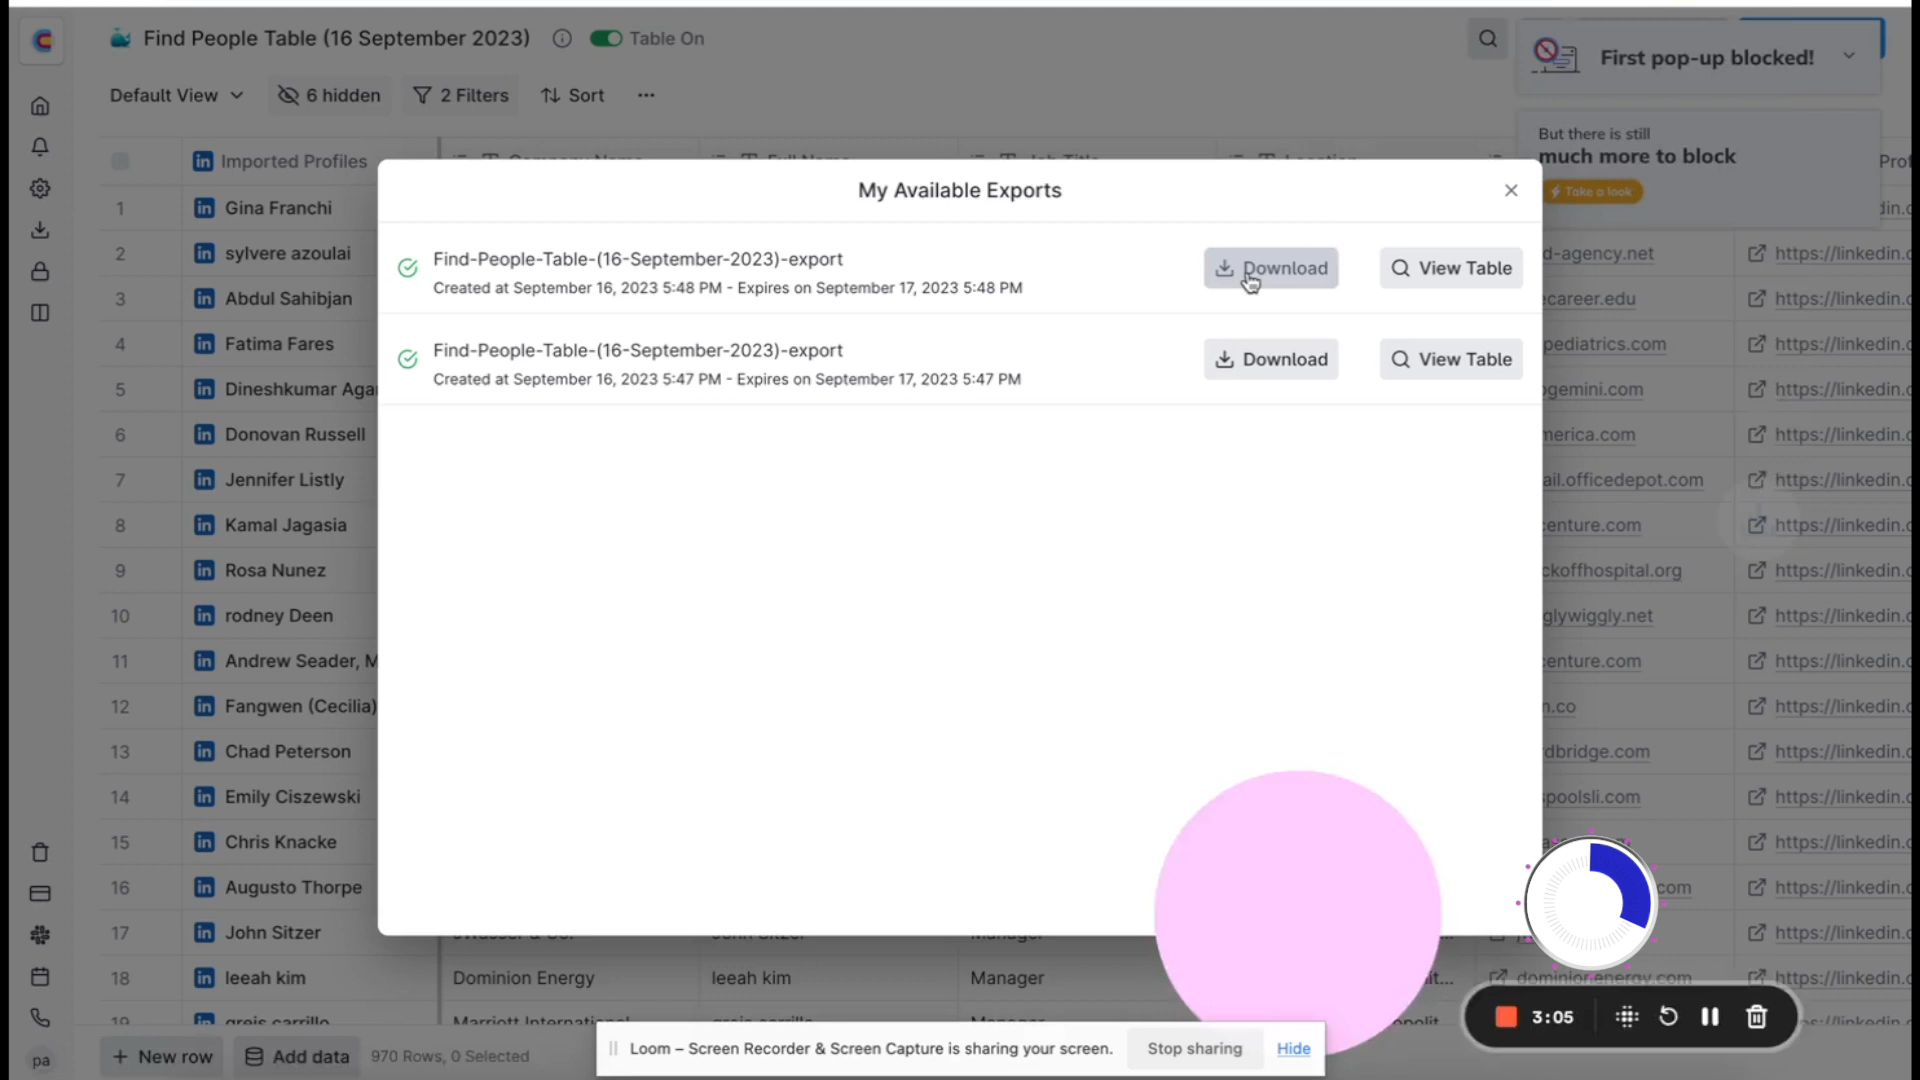 Find People Table (16 September 2023)
Table On
First pop-up blocked!
Default View
6 hidden
2 Filters
Sort
But there is still
much more to block
Take a look
Imported Profiles
Company Name
Full Name
Job Title
Location
My Available Exports
Find-People-Table-(16-September-2023)-export
Created at September 16, 2023 5:48 PM - Expires on September 17, 2023 5:48 PM
Download
View Table
Find-People-Table-(16-September-2023)-export
Created at September 16, 2023 5:47 PM - Expires on September 17, 2023 5:47 PM
Download
View Table
1 Gina Franchi
2 sylvere azoulai d-agency.net https://linkedin.c
3 Abdul Sahibjan ecareer.edu https://linkedin.c
4 Fatima Fares pediatrics.com https://linkedin.c
5 Dineshkumar Aga ogemini.com https://linkedin.c
6 Donovan Russell merica.com https://linkedin.c
7 Jennifer Listly ail.officedepot.com https://linkedin.c
8 Kamal Jagasia centure.com https://linkedin.c
9 Rosa Nunez ckoffhospital.org https://linkedin.c
10 rodney Deen glywiggly.net https://linkedin.c
11 Andrew Seader, M centure.com https://linkedin.c
12 Fangwen (Cecilia) n.co https://linkedin.c
13 Chad Peterson dbridge.com https://linkedin.c
14 Emily Ciszewski spoolsli.com https://linkedin.c
15 Chris Knacke https://linkedin.c
16 Augusto Thorpe com https://linkedin.c
17 John Sitzer John Sitzer Manager https://linkedin.c
18 leeah kim Dominion Energy leeah kim Manager it... dominionenergy.com https://linkedin.c
19 greis carrillo Marriott International greis carrillo Manager
3:05
New row
Add data
970 Rows, 0 Selected
Loom – Screen Recorder & Screen Capture is sharing your screen.
Stop sharing
Hide
pa